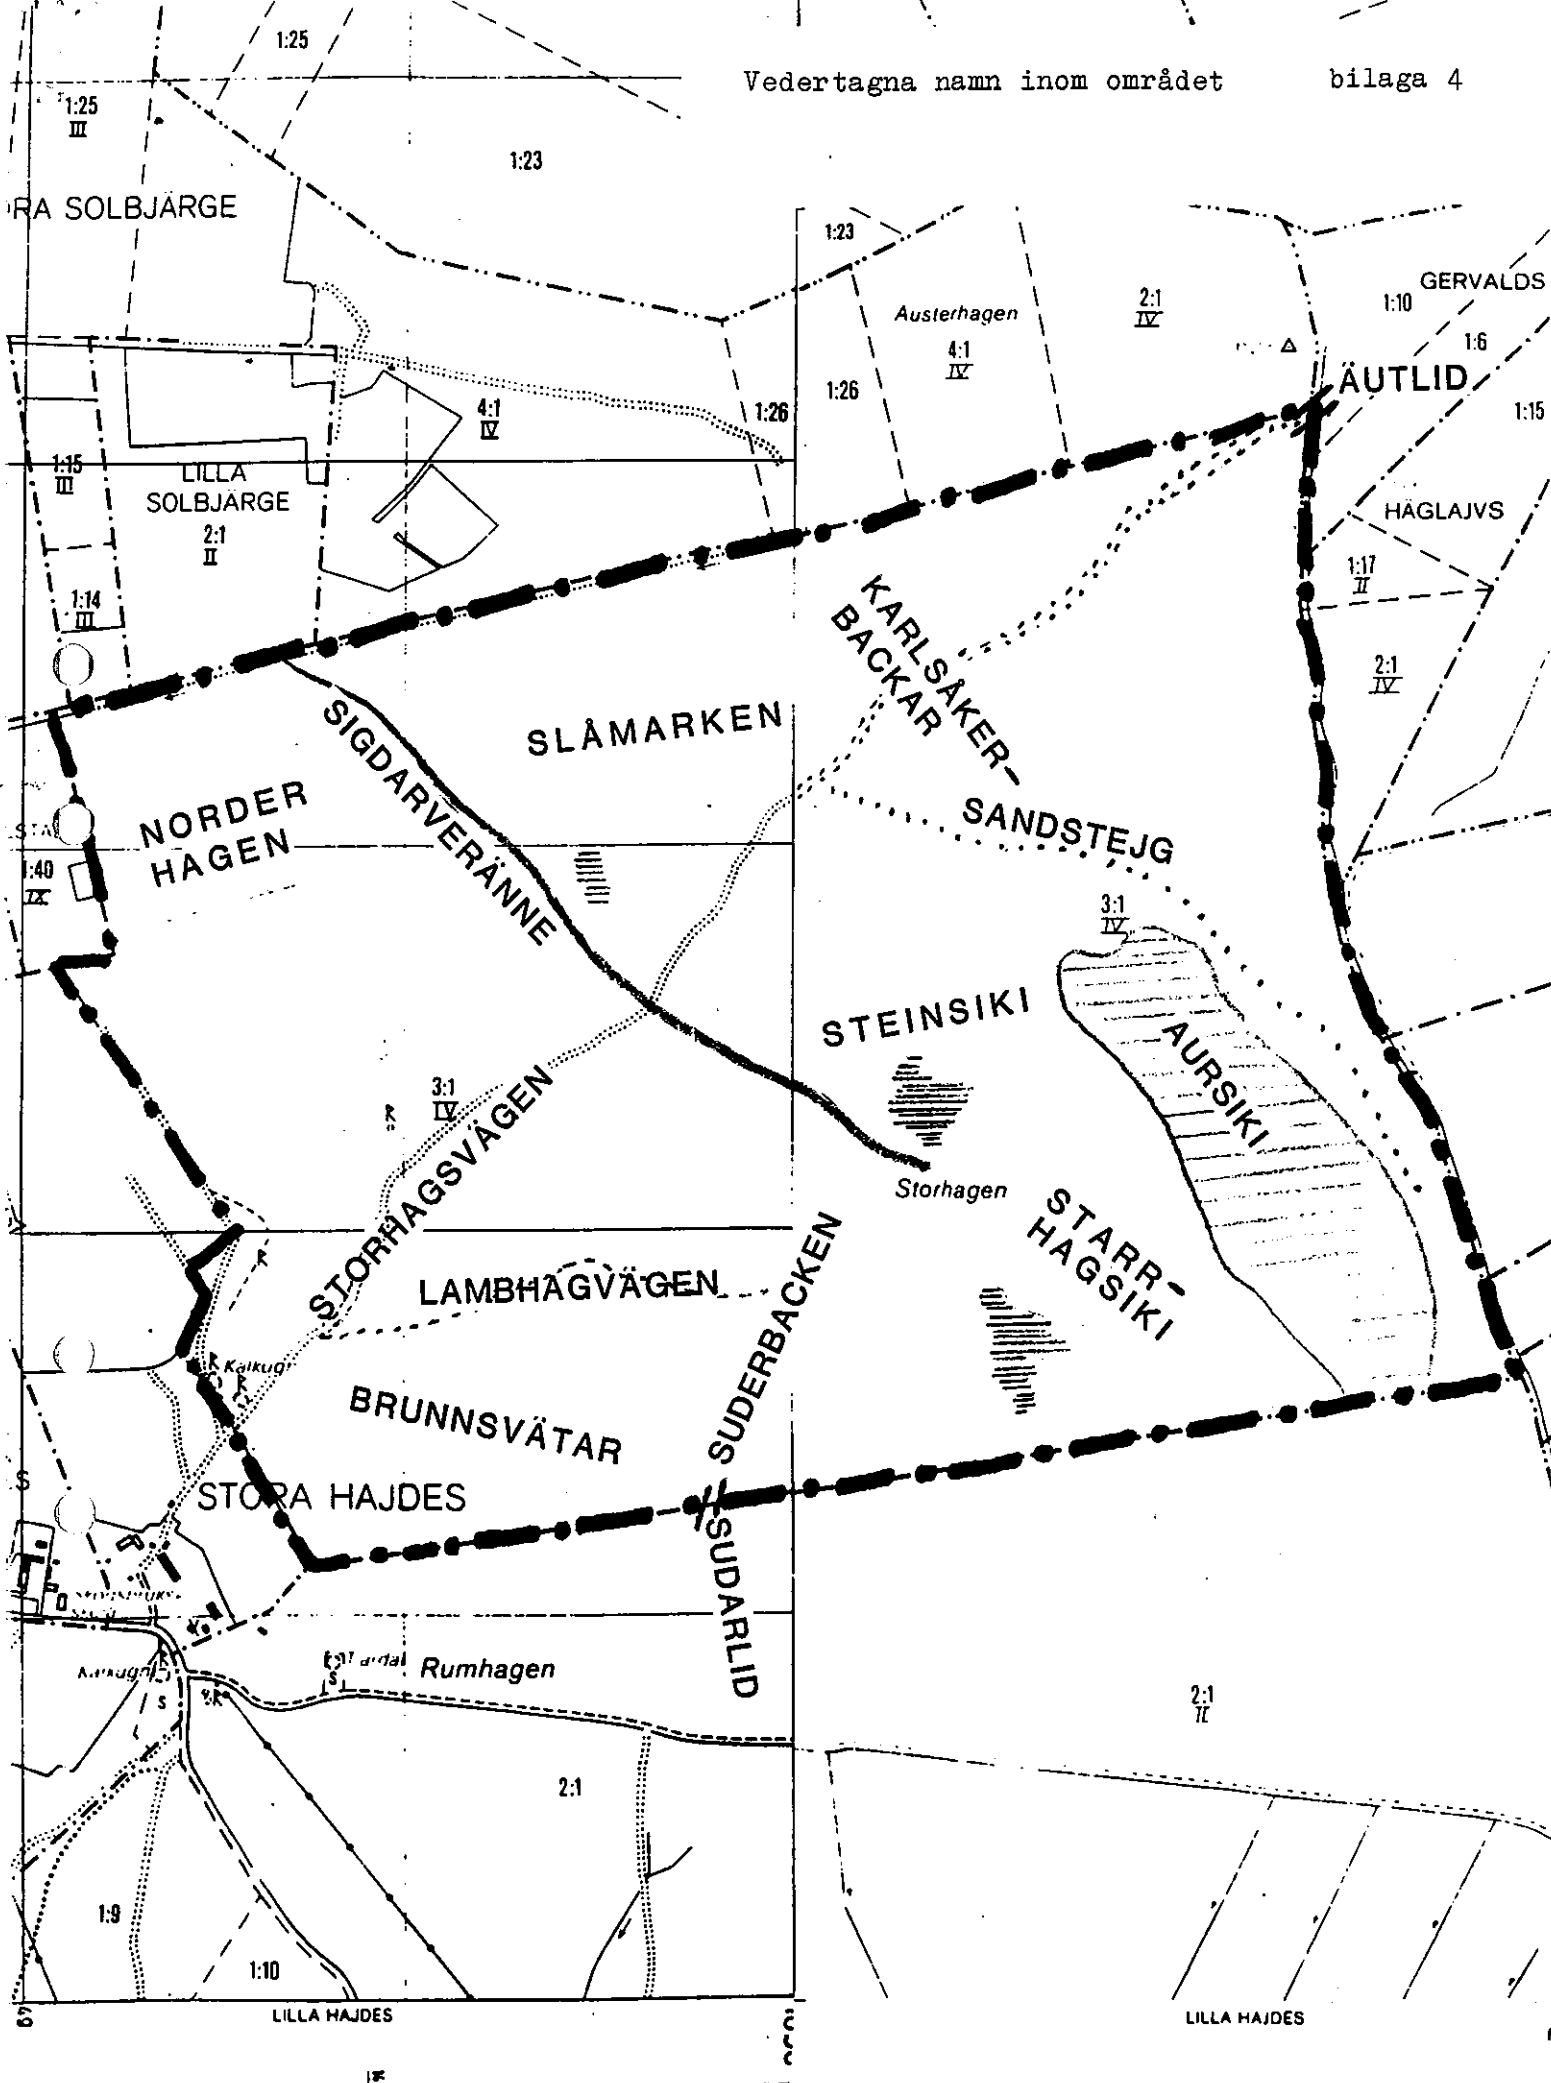 Vedertagna namn inom området bilaga 4
1:25
1:25
III
1:23
RA SOLBJÄRGE
1:23
GERVALDS
1:10
2:1
IV
Austerhagen
4:1
IV
1:6
ÄUTLID
1:26
1:26
1:15
4:1
IV
1:15
III
LILLA
SOLBJÄRGE
2:1
II
HÄGLAJVS
1:17
II
1:14
III
KARLSÅKER-
BACKAR
2:1
IV
SIGDARVERÄNNE
SLÅMARKEN
NORDER
HAGEN
SANDSTEJG
1:40
IX
3:1
IV
STEINSIKI
AURSIKI
3:1
IV
R
STORHAGSVÄGEN
Storhagen
STARR-
HAGSIKI
R
LAMBHAGVÄGEN
SUDERBACKEN
R
Kalkugn
R
BRUNNSVÄTAR
S
STORA HAJDES
SUDARLID
Kalkugn
S
S
R
Rumhagen
2:1
II
2:1
1:9
1:10
69
LILLA HAJDES
LILLA HAJDES